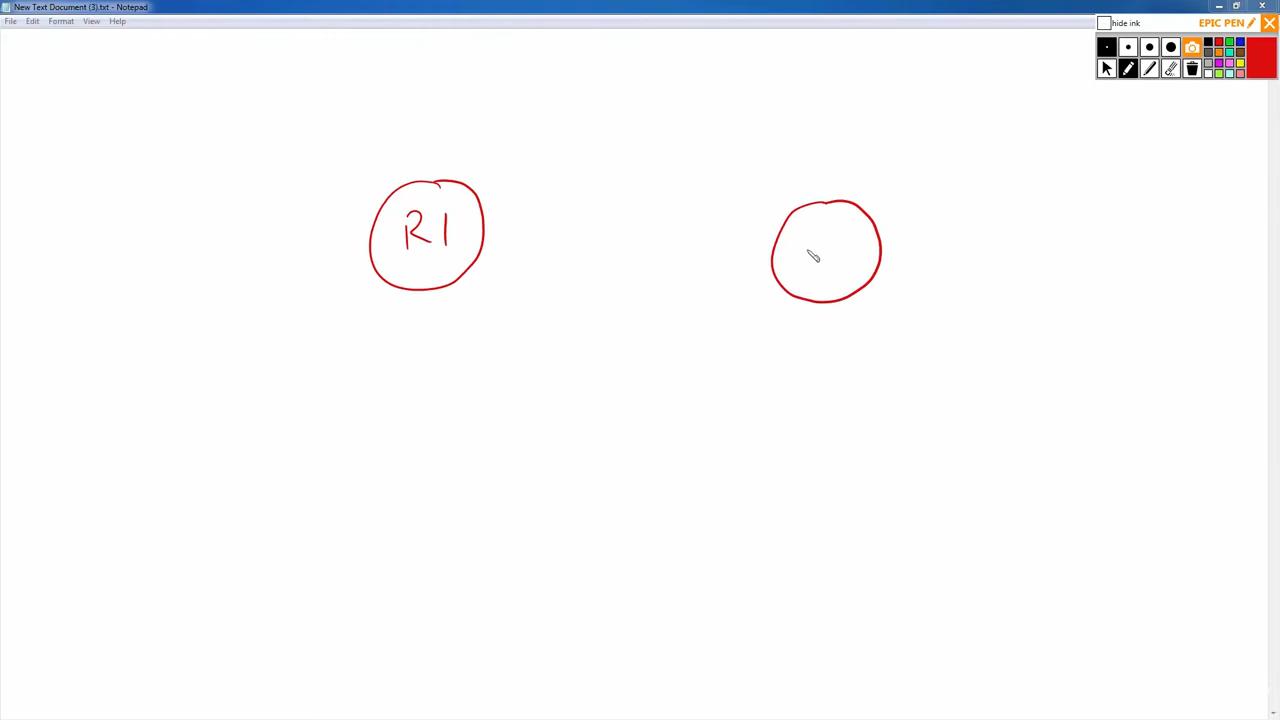 New Text Document (3).txt - Notepad
File Edit Format View Help
hide ink
EPIC PEN
R1